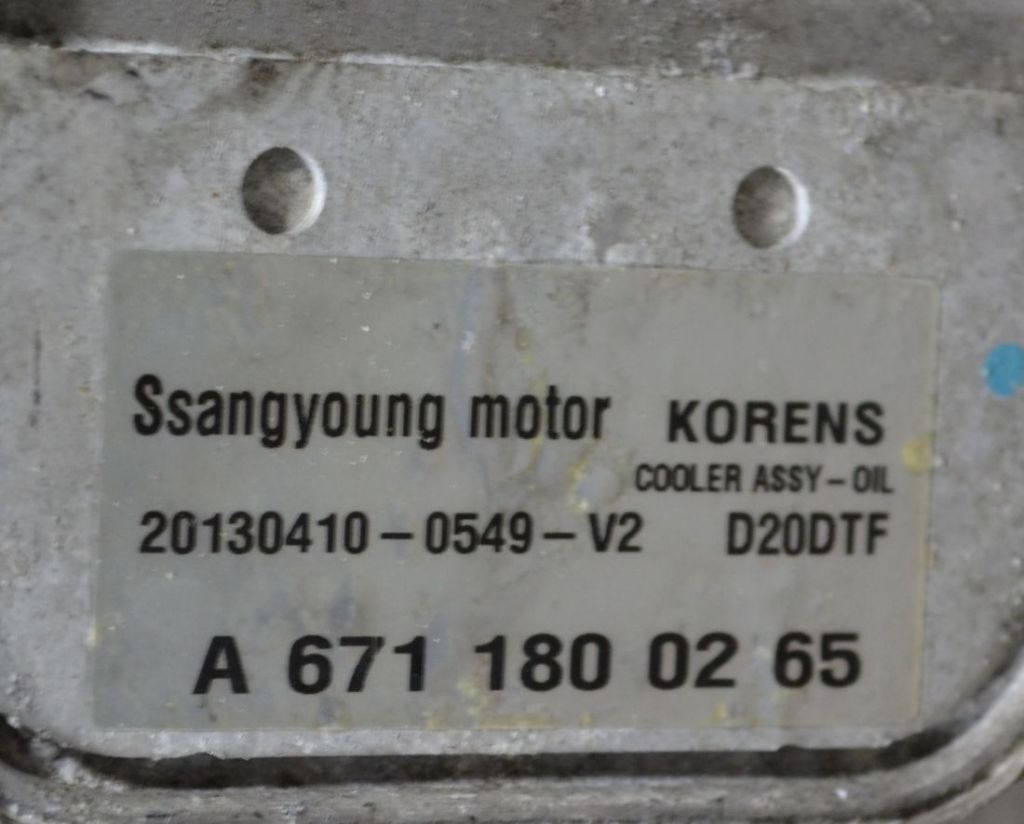 Ssangyoung motor KORENS
COOLER ASSY-OIL
20130410-0549-V2 D20DTF
A 671 180 02 65